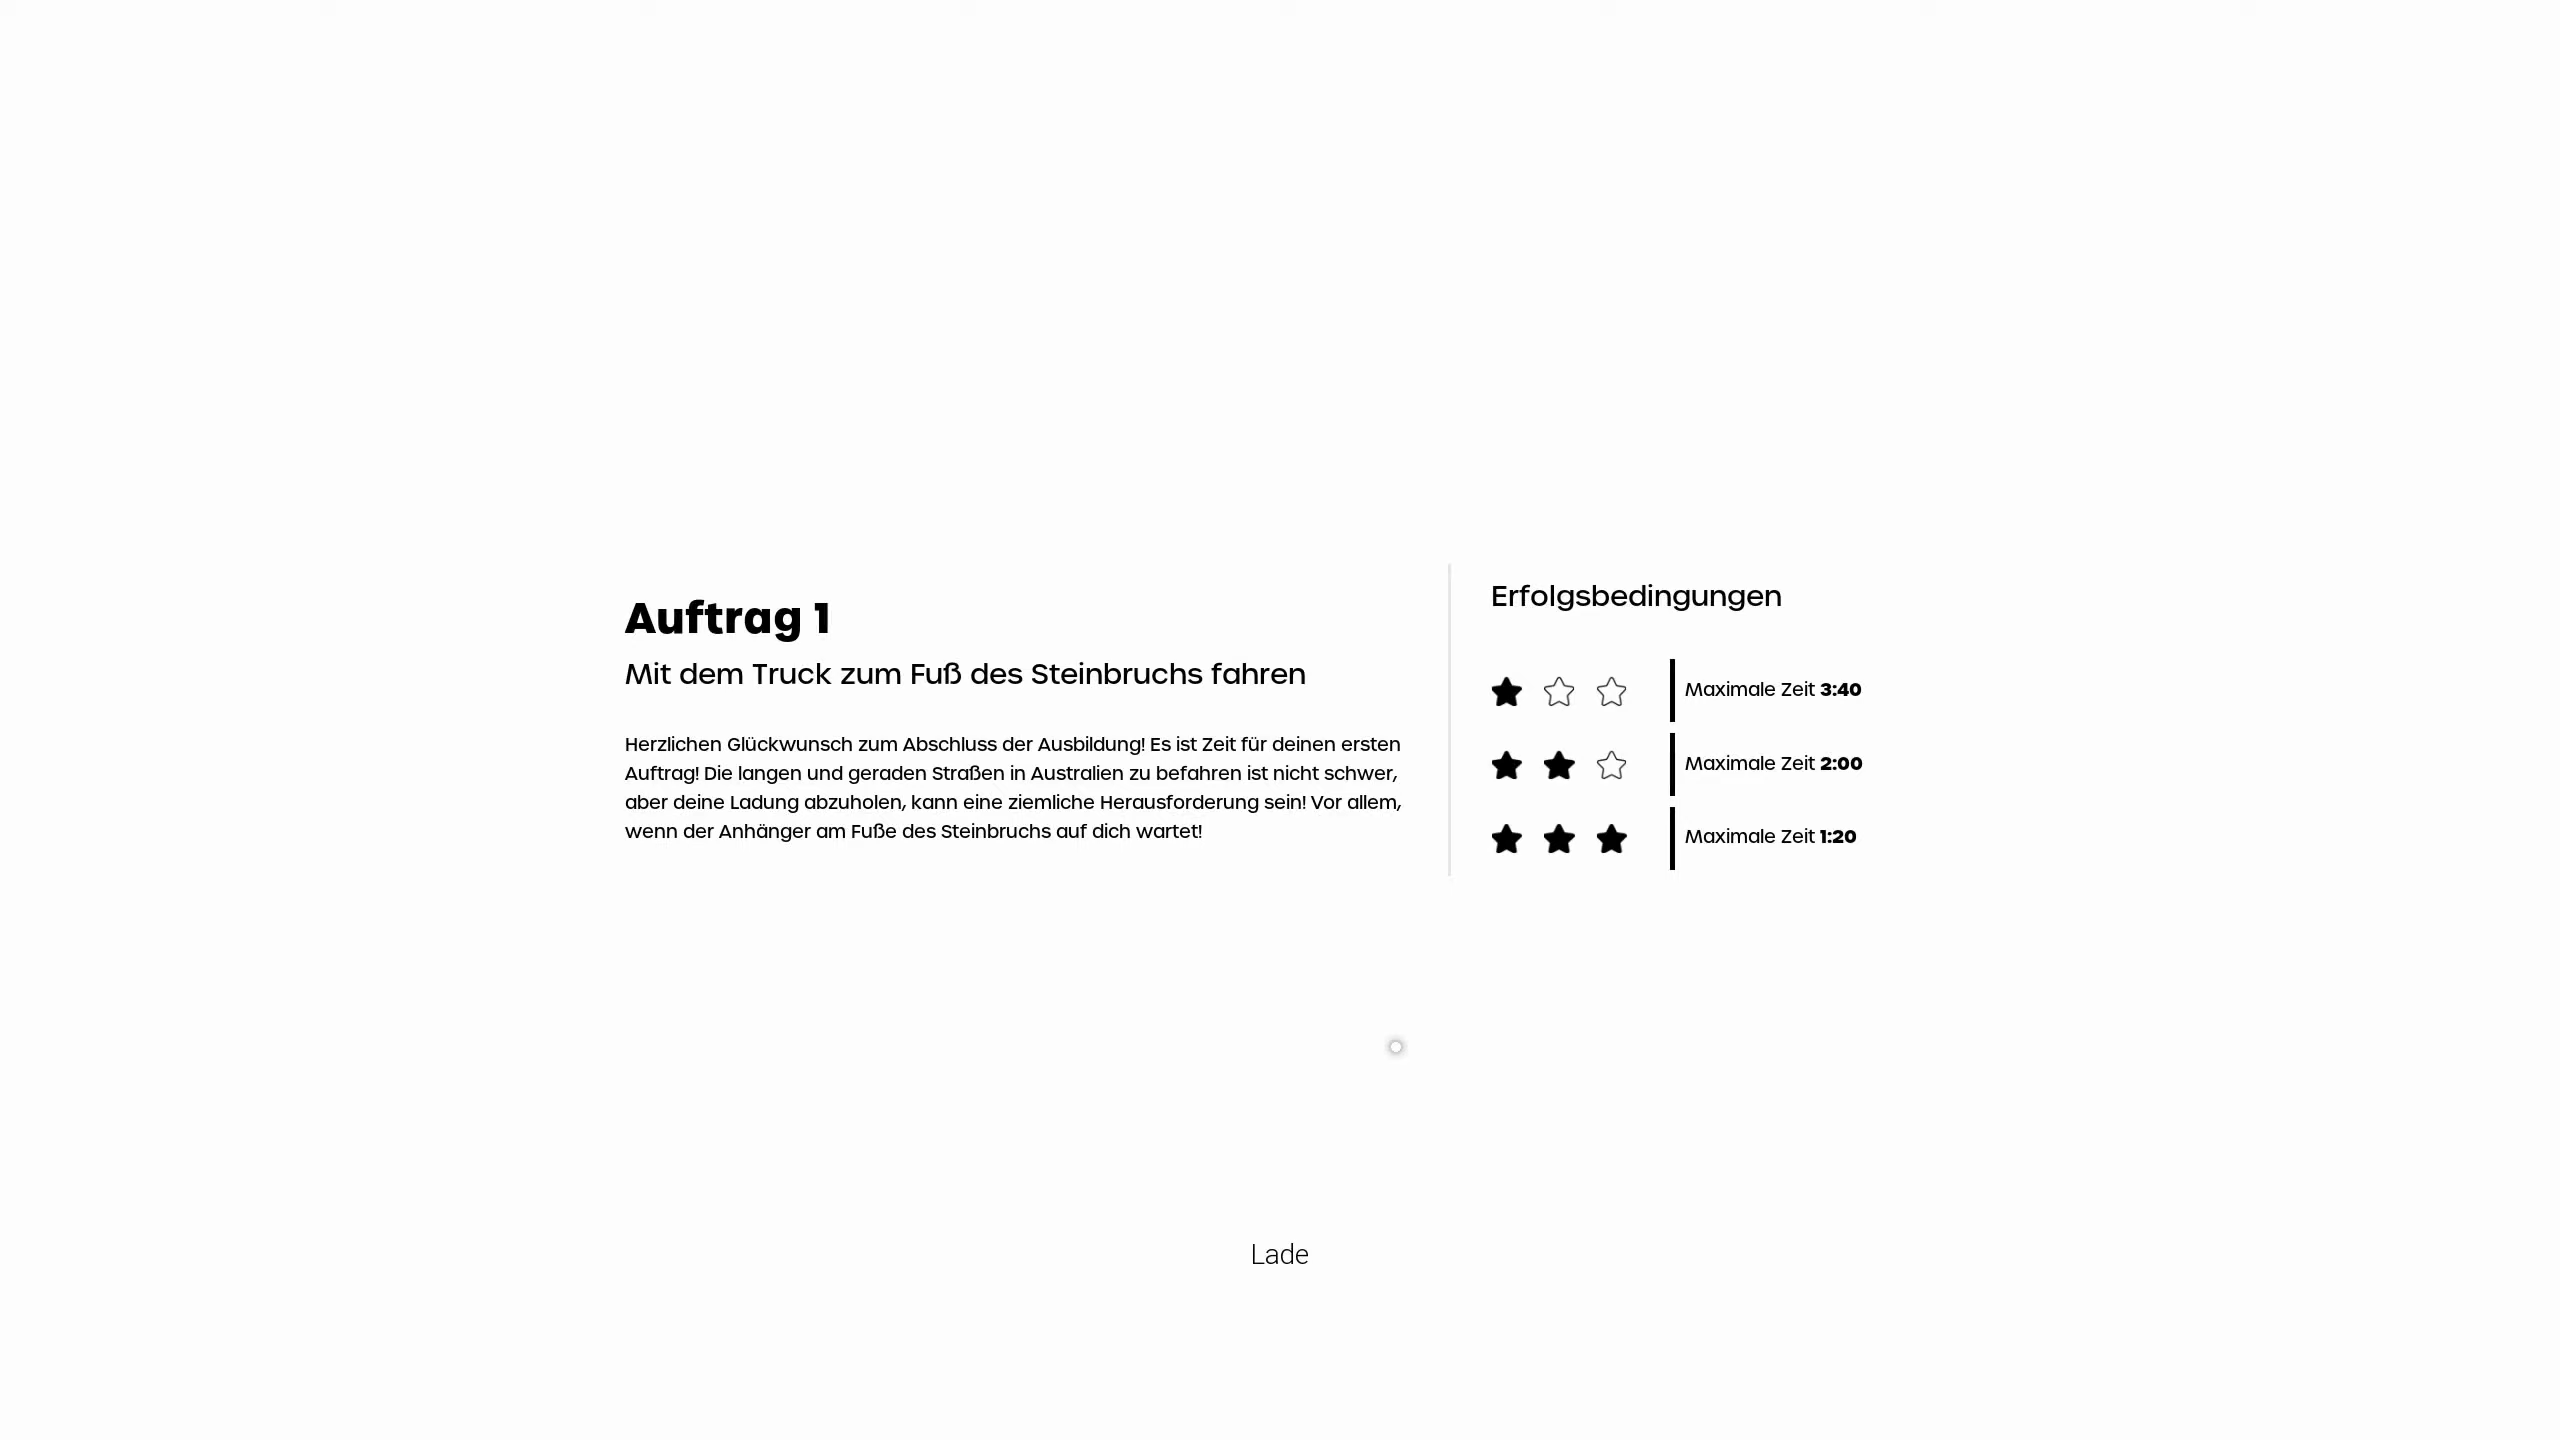 Auftrag 1
Mit dem Truck zum Fuß des Steinbruchs fahren
Herzlichen Glückwunsch zum Abschluss der Ausbildung! Es ist Zeit für deinen ersten
Auftrag! Die langen und geraden Straßen in Australien zu befahren ist nicht schwer,
aber deine Ladung abzuholen, kann eine ziemliche Herausforderung sein! Vor allem,
wenn der Anhänger am Fuße des Steinbruchs auf dich wartet!
Erfolgsbedingungen
Maximale Zeit 3:40
Maximale Zeit 2:00
Maximale Zeit 1:20
Lade